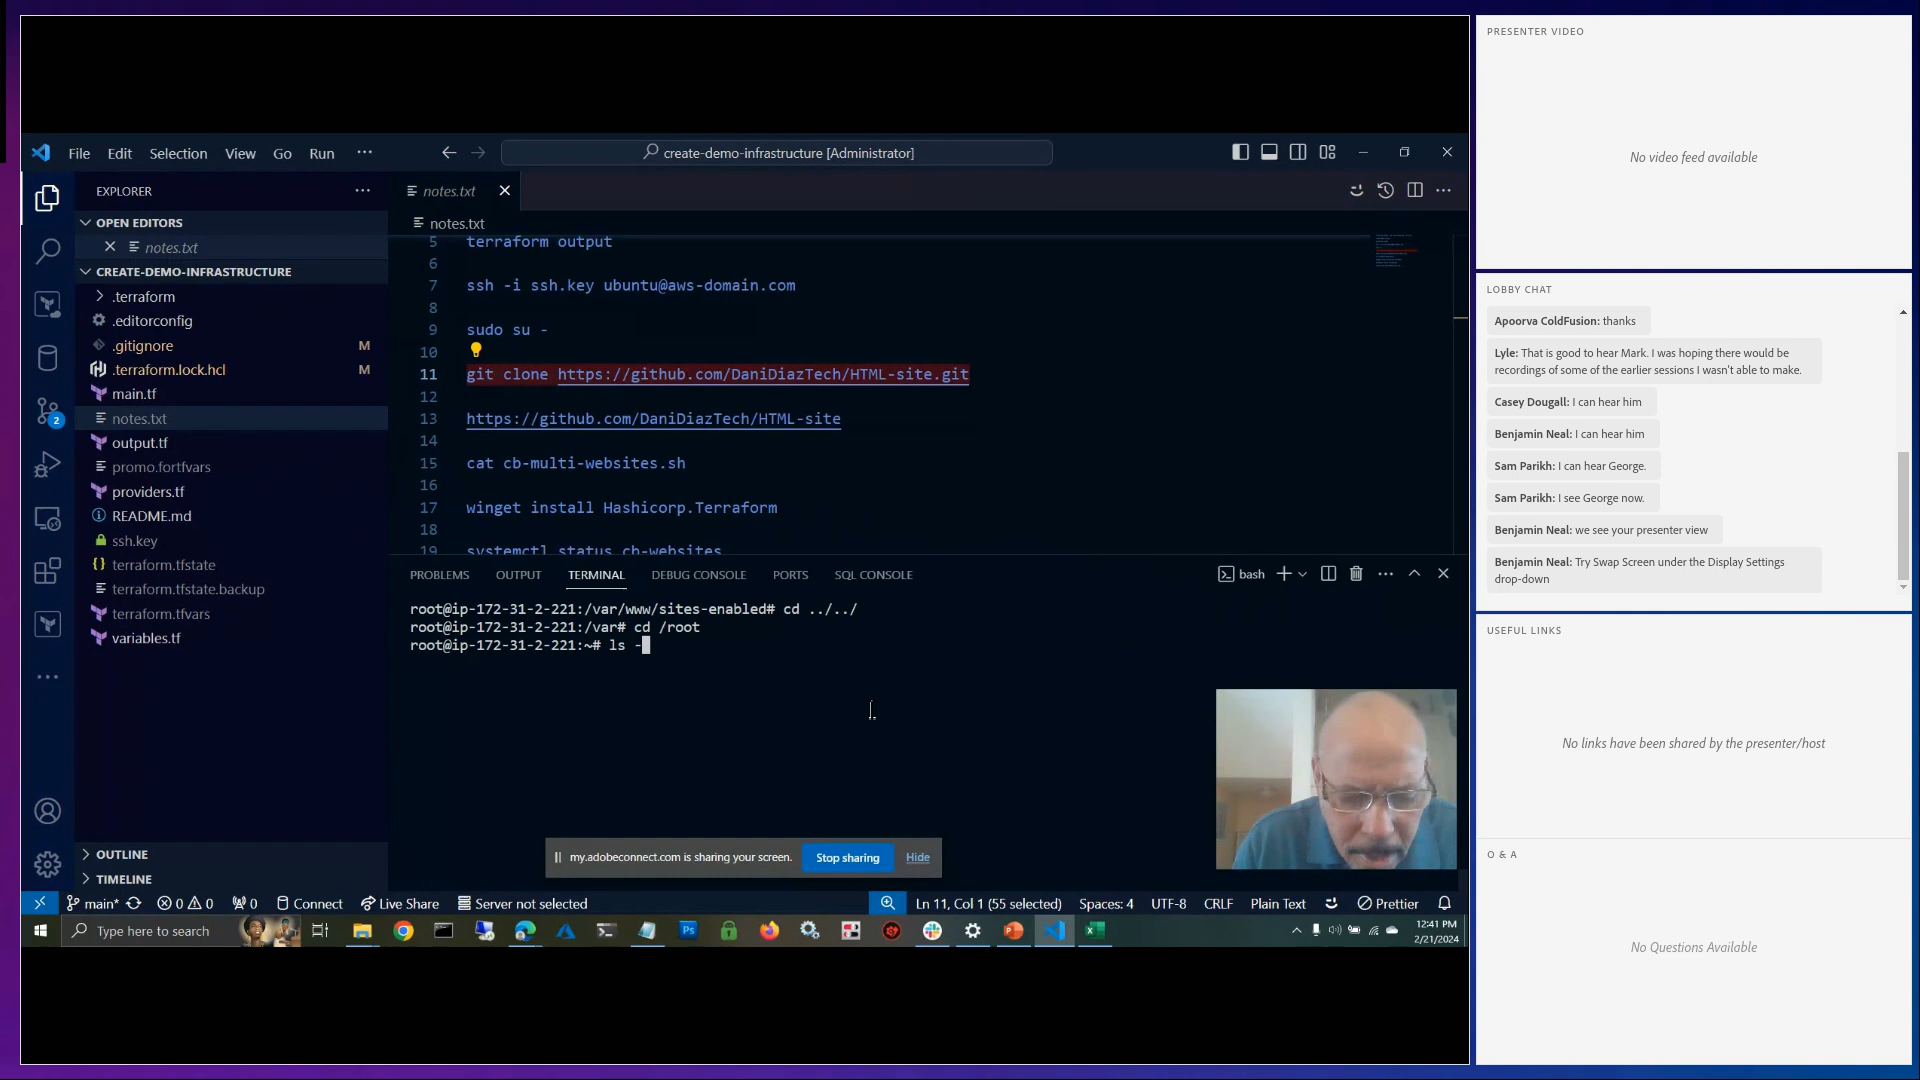 File Edit Selection View Go Run ···
create-demo-infrastructure [Administrator]
EXPLORER
OPEN EDITORS
notes.txt
CREATE-DEMO-INFRASTRUCTURE
.terraform
.editorconfig
.gitignore M
.terraform.lock.hcl M
main.tf
notes.txt
output.tf
promo.fortfvars
providers.tf
README.md
ssh.key
terraform.tfstate
terraform.tfstate.backup
terraform.tfvars
variables.tf
OUTLINE
TIMELINE
2
notes.txt
notes.txt
5 terraform output
6
7 ssh -i ssh.key ubuntu@aws-domain.com
8
9 sudo su -
10
11 git clone https://github.com/DaniDiazTech/HTML-site.git
12
13 https://github.com/DaniDiazTech/HTML-site
14
15 cat cb-multi-websites.sh
16
17 winget install Hashicorp.Terraform
18
19 systemctl status cb-websites
PROBLEMS OUTPUT TERMINAL DEBUG CONSOLE PORTS SQL CONSOLE
bash
root@ip-172-31-2-221:/var/www/sites-enabled# cd ../../
root@ip-172-31-2-221:/var# cd /root
root@ip-172-31-2-221:~# ls -
my.adobeconnect.com is sharing your screen. Stop sharing Hide
main* 0 0 0 Connect Live Share Server not selected
Ln 11, Col 1 (55 selected) Spaces: 4 UTF-8 CRLF Plain Text Prettier
Type here to search
Ps
12:41 PM
2/21/2024
PRESENTER VIDEO
No video feed available
LOBBY CHAT
Apoorva ColdFusion: thanks
Lyle: That is good to hear Mark. I was hoping there would be
recordings of some of the earlier sessions I wasn't able to make.
Casey Dougall: I can hear him
Benjamin Neal: I can hear him
Sam Parikh: I can hear George.
Sam Parikh: I see George now.
Benjamin Neal: we see your presenter view
Benjamin Neal: Try Swap Screen under the Display Settings
drop-down
USEFUL LINKS
No links have been shared by the presenter/host
Q & A
No Questions Available